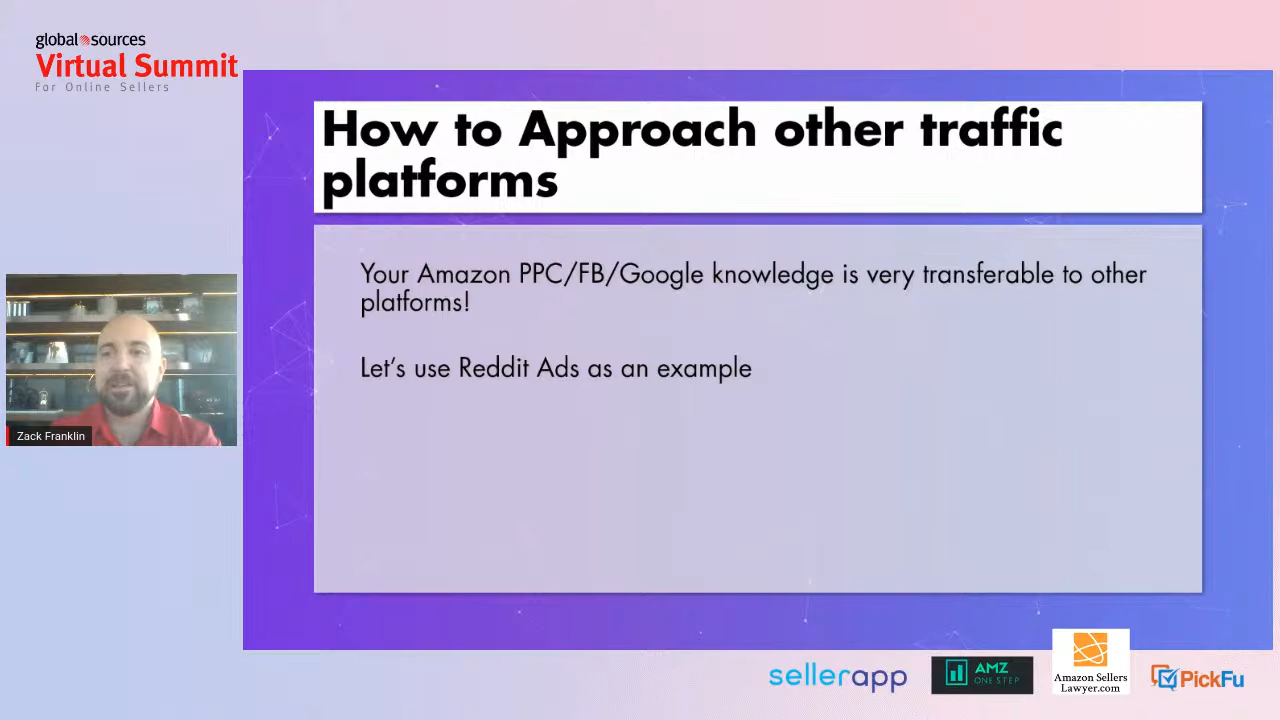 global sources
Virtual Summit
For Online Sellers
How to Approach other traffic
platforms
Your Amazon PPC/FB/Google knowledge is very transferable to other
platforms!
Let's use Reddit Ads as an example
Zack Franklin
sellerapp
AMZ
ONE STEP
Amazon Sellers
Lawyer.com
PickFu